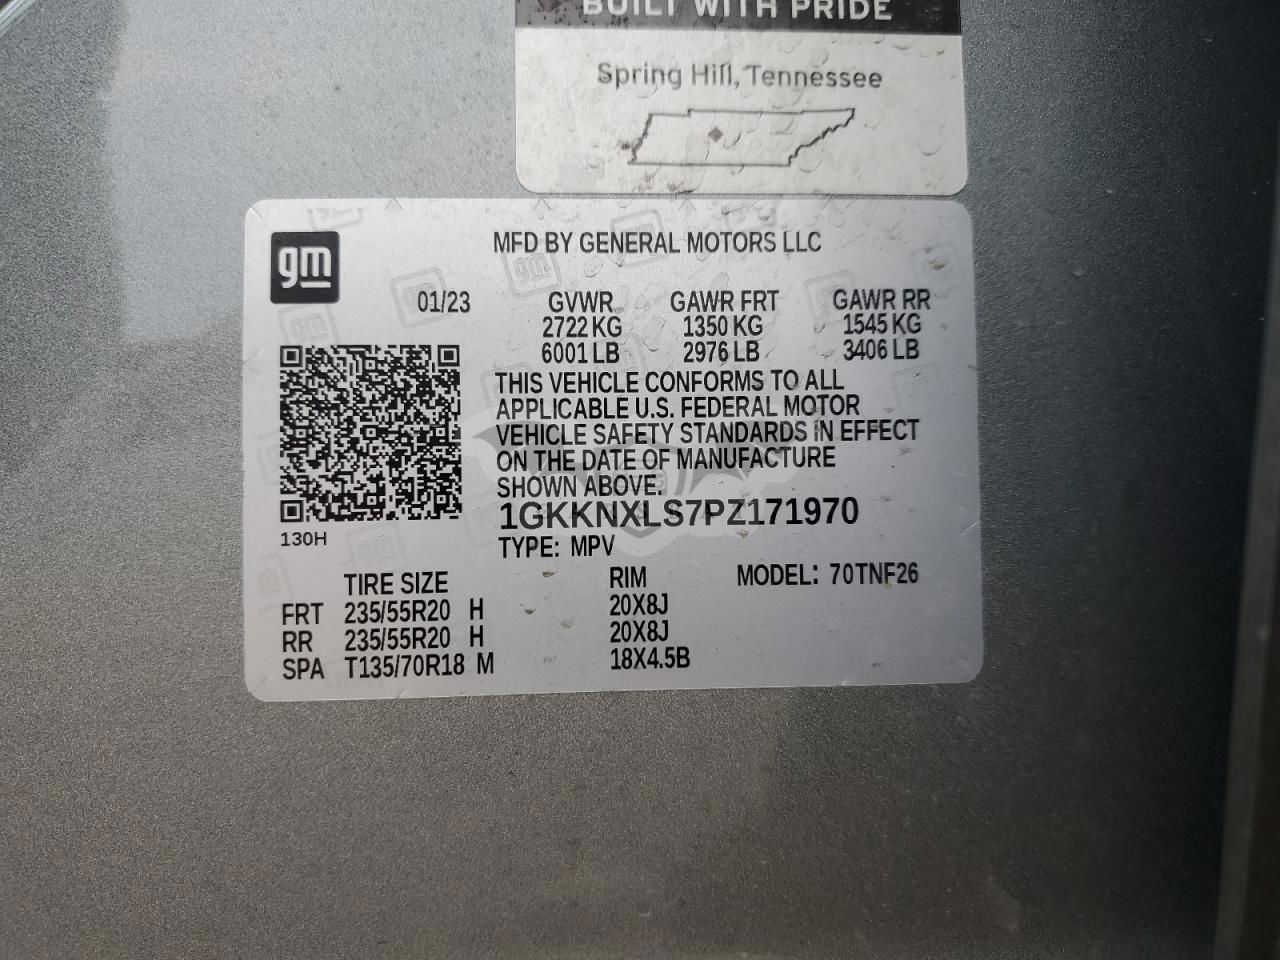 BUILT WITH PRIDE
Spring Hill, Tennessee
gm
MFD BY GENERAL MOTORS LLC
01/23 GVWR GAWR FRT GAWR RR
2722 KG 1350 KG 1545 KG
6001 LB 2976 LB 3406 LB
THIS VEHICLE CONFORMS TO ALL
APPLICABLE U.S. FEDERAL MOTOR
VEHICLE SAFETY STANDARDS IN EFFECT
ON THE DATE OF MANUFACTURE
SHOWN ABOVE.
1GKKNXLS7PZ171970
130H
TYPE: MPV
TIRE SIZE RIM MODEL: 70TNF26
FRT 235/55R20 H 20X8J
RR 235/55R20 H 20X8J
SPA T135/70R18 M 18X4.5B